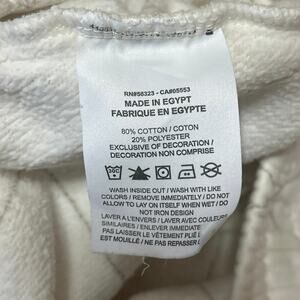 RN#56323 - CA#05553
MADE IN EGYPT
FABRIQUE EN EGYPTE
80% COTTON / COTON
20% POLYESTER
EXCLUSIVE OF DECORATION /
DECORATION NON COMPRISE
WASH INSIDE OUT / WASH WITH LIKE
COLORS / REMOVE IMMEDIATELY / DO NOT
ALLOW TO LAY ON ITSELF WHEN WET / DO
NOT IRON DESIGN
LAVER A L'ENVERS / LAVER AVEC COULEURS
SIMILAIRES / ENLEVER IMMEDIATE
PAS LAISSER LE VÊTEMENT PLIÉ
EST MOUILLÉ / NE PAS REPASSER